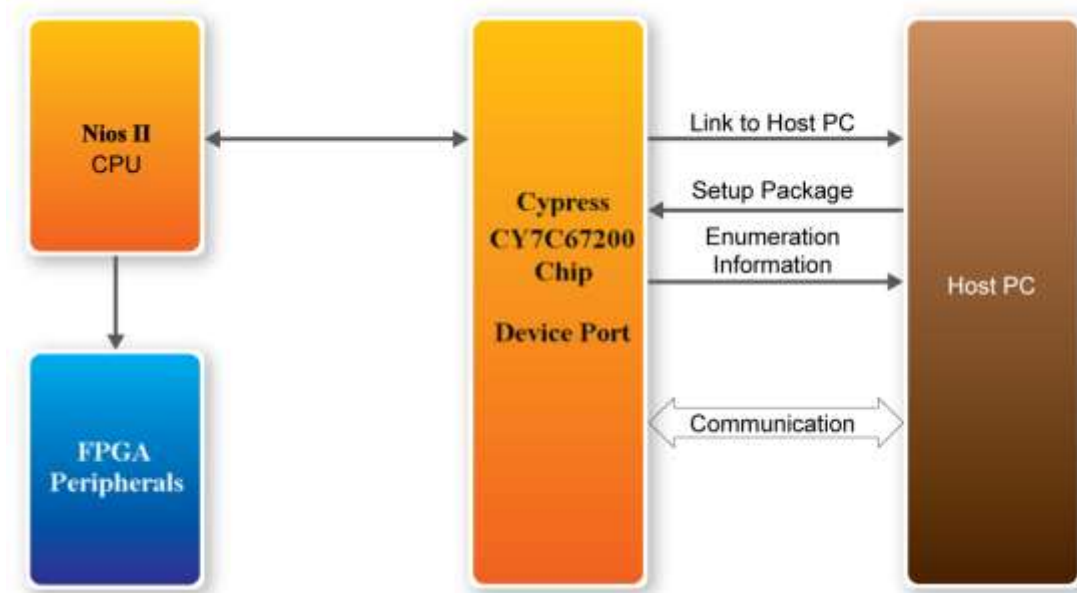 Nios II
CPU
FPGA
Peripherals
Cypress
CY7C67200
Chip
Device Port
Link to Host PC
Setup Package
Enumeration
Information
Communication
Host PC